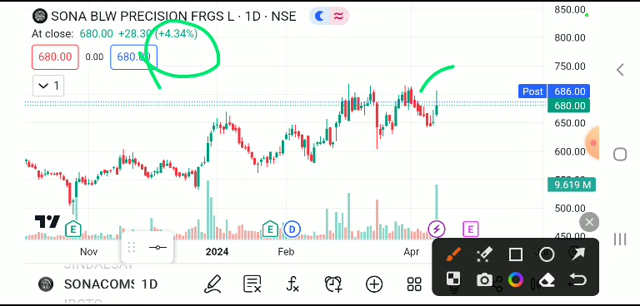 SONA BLW PRECISION FRGS L · 1D · NSE
At close: 680.00 +28.30 (+4.34%)
680.00 0.00 680.00
1
850.00
800.00
750.00
Post 686.00
680.00
650.00
600.00
550.00
9.619 M
500.00
450.00
E E D E
Nov 2024 Feb Apr
SONACOMS 1D